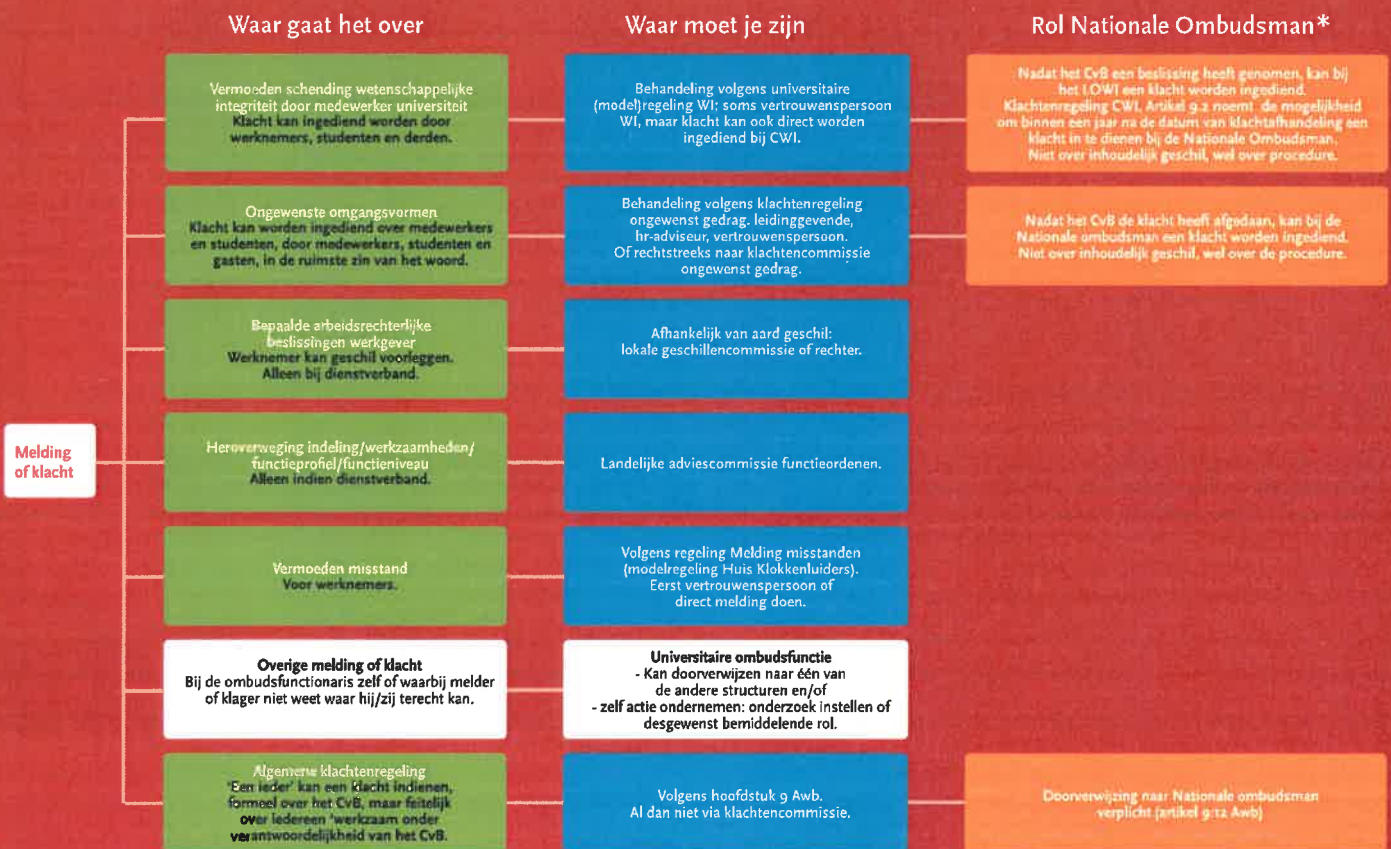 Waar gaat het over
Waar moet je zijn
Rol Nationale Ombudsman*
Melding
of klacht
Vermoeden schending wetenschappelijke
integriteit door medewerker universiteit
Klacht kan ingediend worden door
werknemers, studenten en derden.
Behandeling volgens universitaire
(model)regeling WI; soms vertrouwenspersoon
WI, maar klacht kan ook direct worden
ingediend bij CWI.
Nadat het CvB een beslissing heeft genomen, kan bij
het LOWI een klacht worden ingediend.
Klachtenregeling CWI, Artikel 9.2 noemt de mogelijkheid
om binnen een jaar na de datum van klachtafhandeling een
klacht in te dienen bij de Nationale Ombudsman.
Niet over inhoudelijk geschil, wel over procedure.
Ongewenste omgangsvormen
Klacht kan worden ingediend over medewerkers
en studenten, door medewerkers, studenten en
gasten, in de ruimste zin van het woord.
Behandeling volgens klachtenregeling
ongewenst gedrag. leidinggevende,
hr-adviseur, vertrouwenspersoon.
Of rechtstreeks naar klachtencommissie
ongewenst gedrag.
Nadat het CvB de klacht heeft afgedaan, kan bij de
Nationale ombudsman een klacht worden ingediend.
Niet over inhoudelijk geschil, wel over de procedure.
Bepaalde arbeidsrechterlijke
beslissingen werkgever
Werknemer kan geschil voorleggen.
Alleen bij dienstverband.
Afhankelijk van aard geschil:
lokale geschillencommissie of rechter.
Heroverweging indeling/werkzaamheden/
functieprofiel/functieniveau
Alleen indien dienstverband.
Landelijke adviescommissie functieordenen.
Vermoeden misstand
Voor werknemers.
Volgens regeling Melding misstanden
(modelregeling Huis Klokkenluiders).
Eerst vertrouwenspersoon of
direct melding doen.
Overige melding of klacht
Bij de ombudsfunctionaris zelf of waarbij melder
of klager niet weet waar hij/zij terecht kan.
Universitaire ombudsfunctie
- Kan doorverwijzen naar één van
de andere structuren en/of
- zelf actie ondernemen: onderzoek instellen of
desgewenst bemiddelende rol.
Algemene klachtenregeling
'Een ieder' kan een klacht indienen,
formeel over het CvB, maar feitelijk
over iedereen 'werkzaam onder
verantwoordelijkheid van het CvB.
Volgens hoofdstuk 9 Awb.
Al dan niet via klachtencommissie.
Doorverwijzing naar Nationale ombudsman
verplicht (artikel 9:12 Awb)